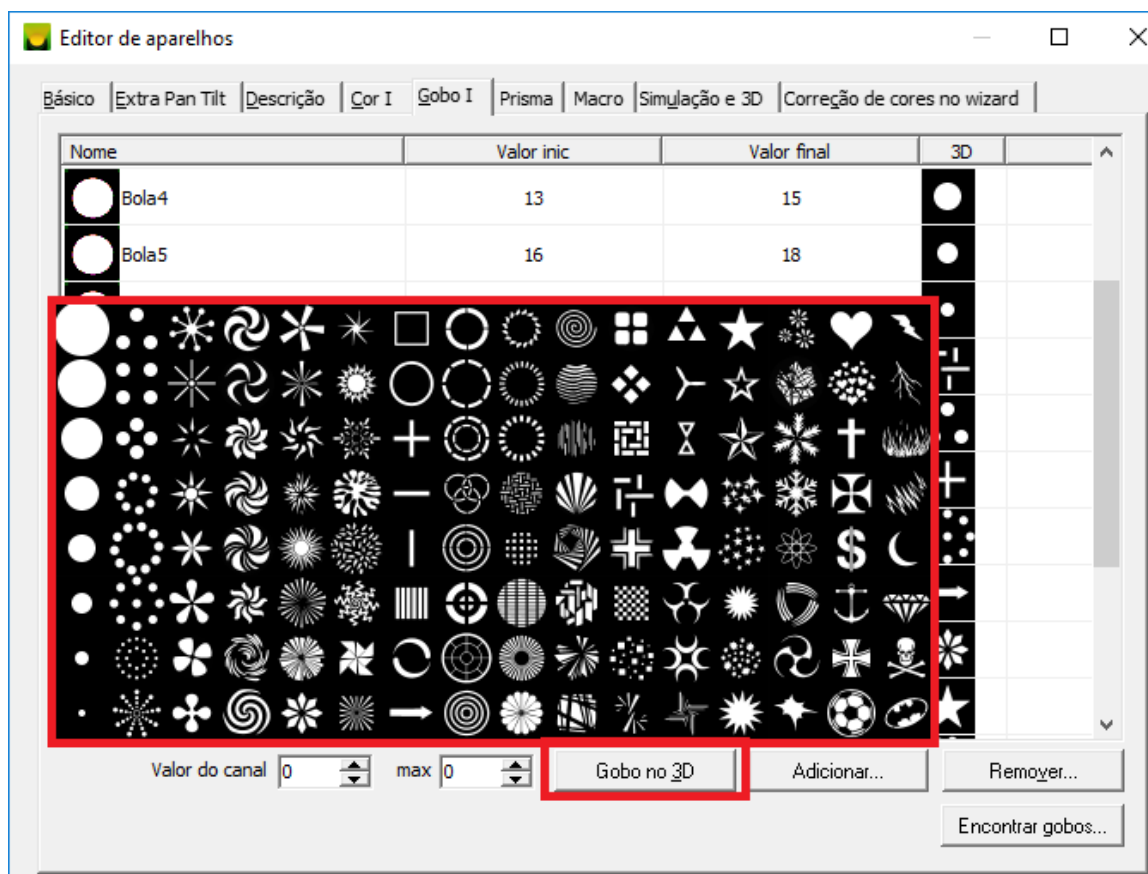 Editor de aparelhos
Básico Extra Pan Tilt Descrição Cor I Gobo I Prisma Macro Simulação e 3D Correção de cores no wizard
Nome Valor inic Valor final 3D
Bola4 13 15
Bola5 16 18
$
Valor do canal 0 max 0 Gobo no 3D Adicionar... Remover...
Encontrar gobos...